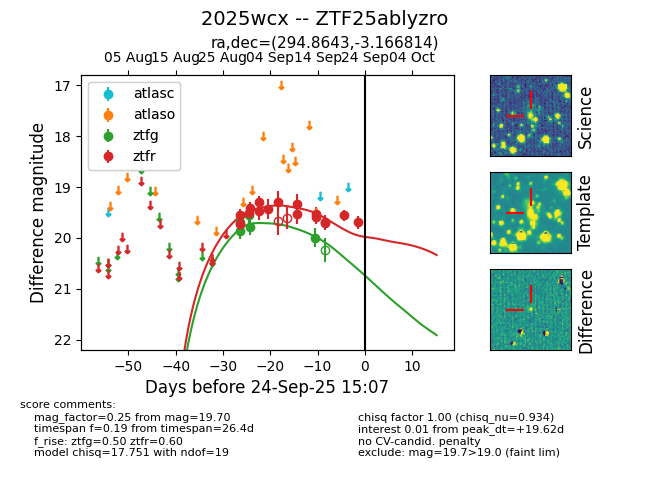 2025wcx -- ZTF25ablyzro
ra,dec=(294.8643,-3.166814)
05 Aug 15 Aug 25 Aug 04 Sep 14 Sep 24 Sep 04 Oct
17
18
19
20
21
22
Difference magnitude
atlasc
atlaso
ztfg
ztfr
−50 −40 −30 −20 −10 0 10
Days before 24-Sep-25 15:07
Science
Template
Difference
score comments:
mag_factor=0.25 from mag=19.70
timespan f=0.19 from timespan=26.4d
f_rise: ztfg=0.50 ztfr=0.60
model chisq=17.751 with ndof=19
chisq factor 1.00 (chisq_nu=0.934)
interest 0.01 from peak_dt=+19.62d
no CV-candid. penalty
exclude: mag=19.7>19.0 (faint lim)